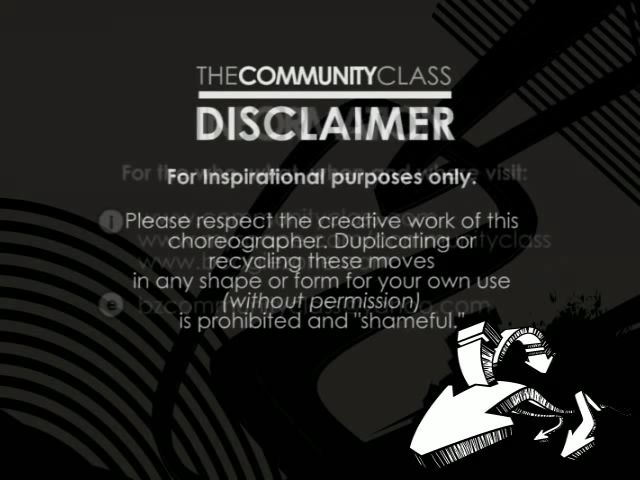 THECOMMUNITYCLASS
DISCLAIMER
For Inspirational purposes only.
Please respect the creative work of this
choreographer. Duplicating or
recycling these moves
in any shape or form for your own use
(without permission)
is prohibited and "shameful."